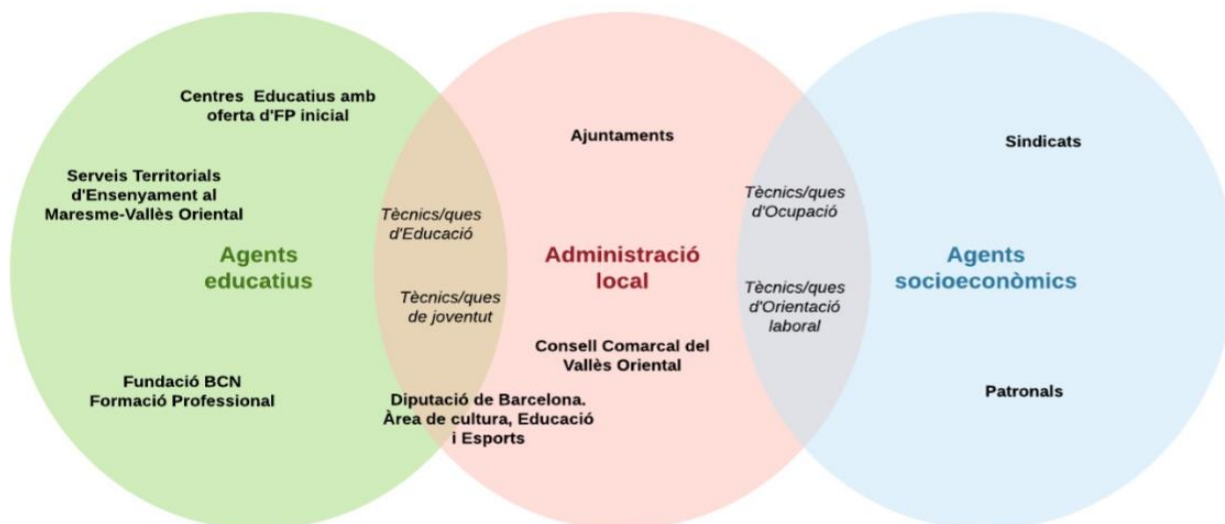 Centres Educatius amb
oferta d'FP inicial
Serveis Territorials
d'Ensenyament al
Maresme-Vallès Oriental
Agents
educatius
Fundació BCN
Formació Professional
Tècnics/ques
d'Educació
Tècnics/ques
de joventut
Diputació de Barcelona.
Àrea de cultura, Educació
i Esports
Ajuntaments
Administració
local
Consell Comarcal del
Vallès Oriental
Tècnics/ques
d'Ocupació
Tècnics/ques
d'Orientació
laboral
Sindicats
Agents
socioeconòmics
Patronals